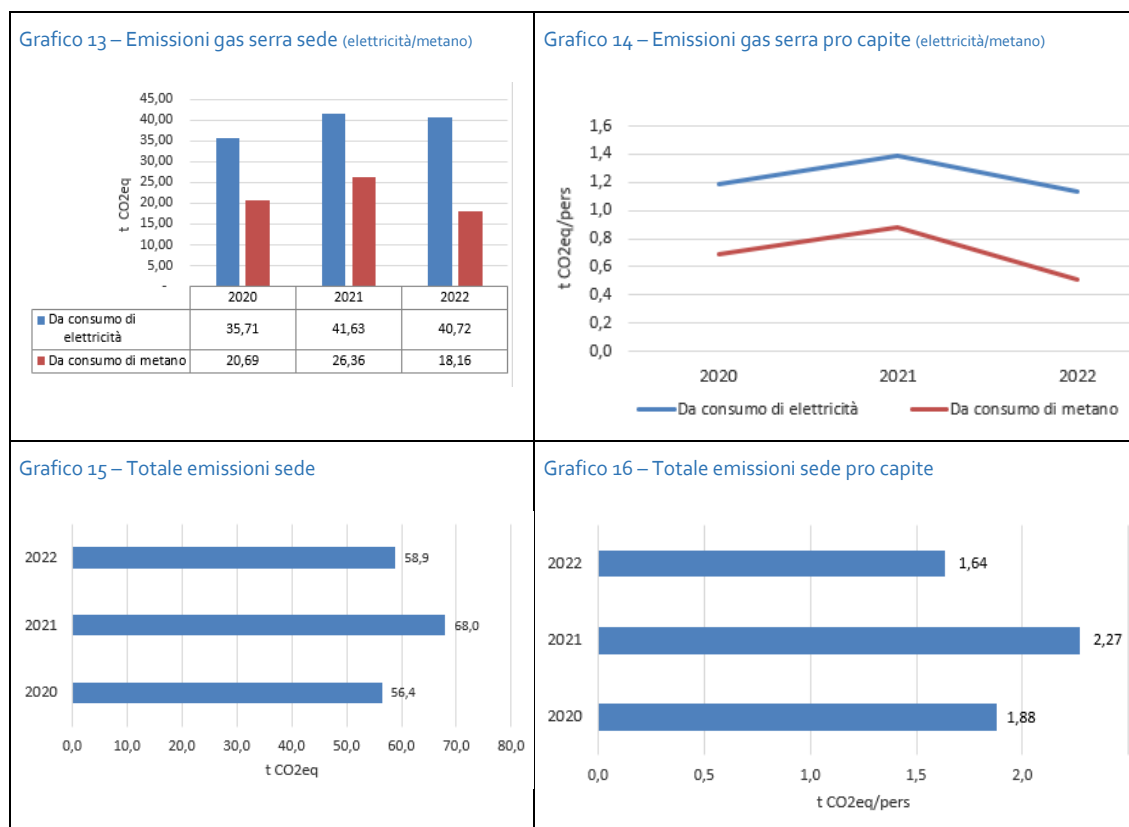 Grafico 13 – Emissioni gas serra sede (elettricità/metano)
t CO2eq
45,00
40,00
35,00
30,00
25,00
20,00
15,00
10,00
5,00
-
2020 2021 2022
Da consumo di elettricità 35,71 41,63 40,72
Da consumo di metano 20,69 26,36 18,16
Grafico 14 – Emissioni gas serra pro capite (elettricità/metano)
t CO2eq/pers
1,6
1,4
1,2
1,0
0,8
0,6
0,4
0,2
0,0
2020 2021 2022
Da consumo di elettricità Da consumo di metano
Grafico 15 – Totale emissioni sede
2022 58,9
2021 68,0
2020 56,4
0,0 10,0 20,0 30,0 40,0 50,0 60,0 70,0 80,0
t CO2eq
Grafico 16 – Totale emissioni sede pro capite
2022 1,64
2021 2,27
2020 1,88
0,0 0,5 1,0 1,5 2,0
t CO2eq/pers